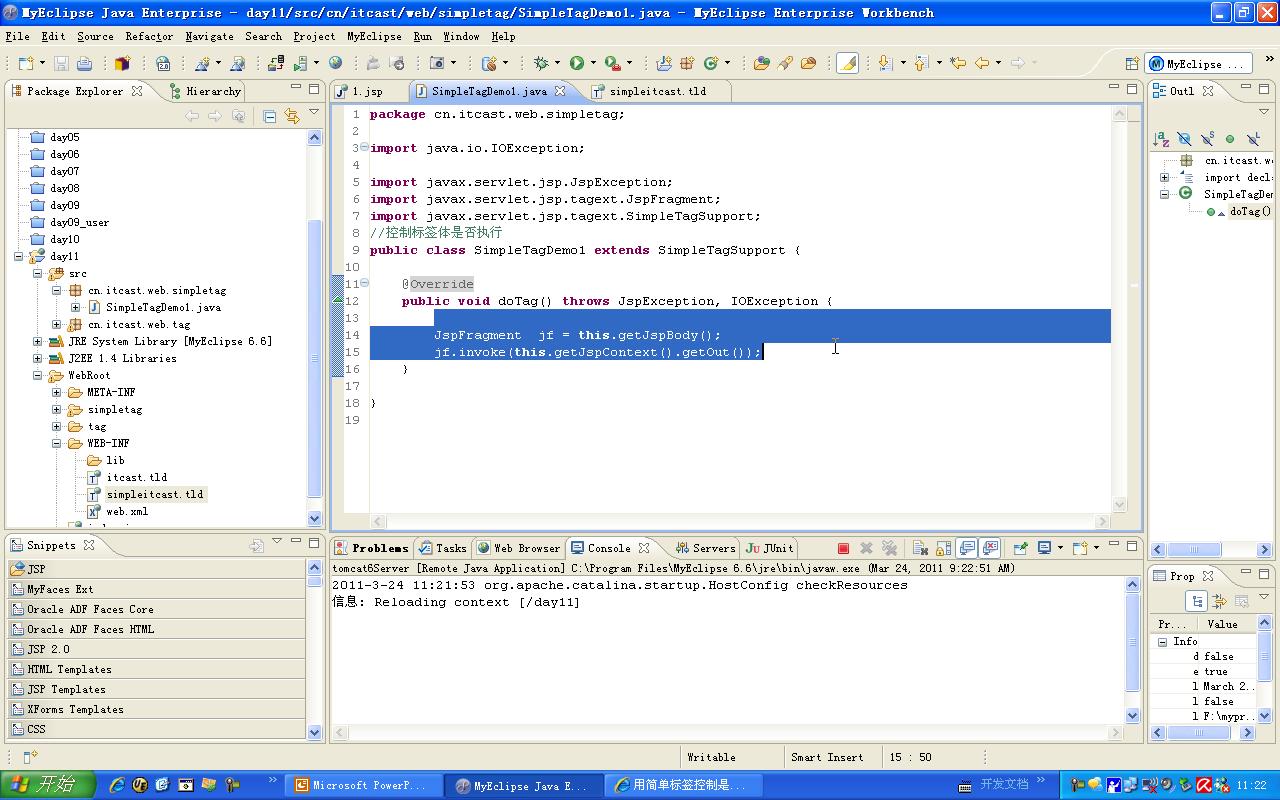 MyEclipse Java Enterprise - day11/src/cn/itcast/web/simpletag/SimpleTagDemo1.java - MyEclipse Enterprise Workbench
File Edit Source Refactor Navigate Search Project MyEclipse Run Window Help
MyEclipse ...
Package Explorer
Hierarchy
day05
day06
day07
day08
day09
day09_user
day10
day11
src
cn.itcast.web.simpletag
SimpleTagDemo1.java
cn.itcast.web.tag
JRE System Library [MyEclipse 6.6]
J2EE 1.4 Libraries
WebRoot
META-INF
simpletag
tag
WEB-INF
lib
itcast.tld
simpleitcast.tld
web.xml
1.jsp
SimpleTagDemo1.java
simpleitcast.tld
1 package cn.itcast.web.simpletag;
2
3 import java.io.IOException;
4
5 import javax.servlet.jsp.JspException;
6 import javax.servlet.jsp.tagext.JspFragment;
7 import javax.servlet.jsp.tagext.SimpleTagSupport;
8 //控制标签体是否执行
9 public class SimpleTagDemo1 extends SimpleTagSupport {
10
11 @Override
12 public void doTag() throws JspException, IOException {
13
14 JspFragment jf = this.getJspBody();
15 jf.invoke(this.getJspContext().getOut());
16 }
17
18 }
19
Outl
cn.itcast.we
import decl
SimpleTagDe
doTag()
Snippets
JSP
MyFaces Ext
Oracle ADF Faces Core
Oracle ADF Faces HTML
JSP 2.0
HTML Templates
JSP Templates
XForms Templates
CSS
Problems Tasks Web Browser Console Servers JUnit
tomcat6Server [Remote Java Application] C:\Program Files\MyEclipse 6.6\jre\bin\javaw.exe (Mar 24, 2011 9:22:51 AM)
2011-3-24 11:21:53 org.apache.catalina.startup.HostConfig checkResources
信息: Reloading context [/day11]
Prop
Pr... Value
Info
d false
e true
l March 2..
l false
l F:\mypr..
Writable Smart Insert 15 : 50
开始
Microsoft PowerP...
MyEclipse Java E...
用简单标签控制是...
开发文档
11:22